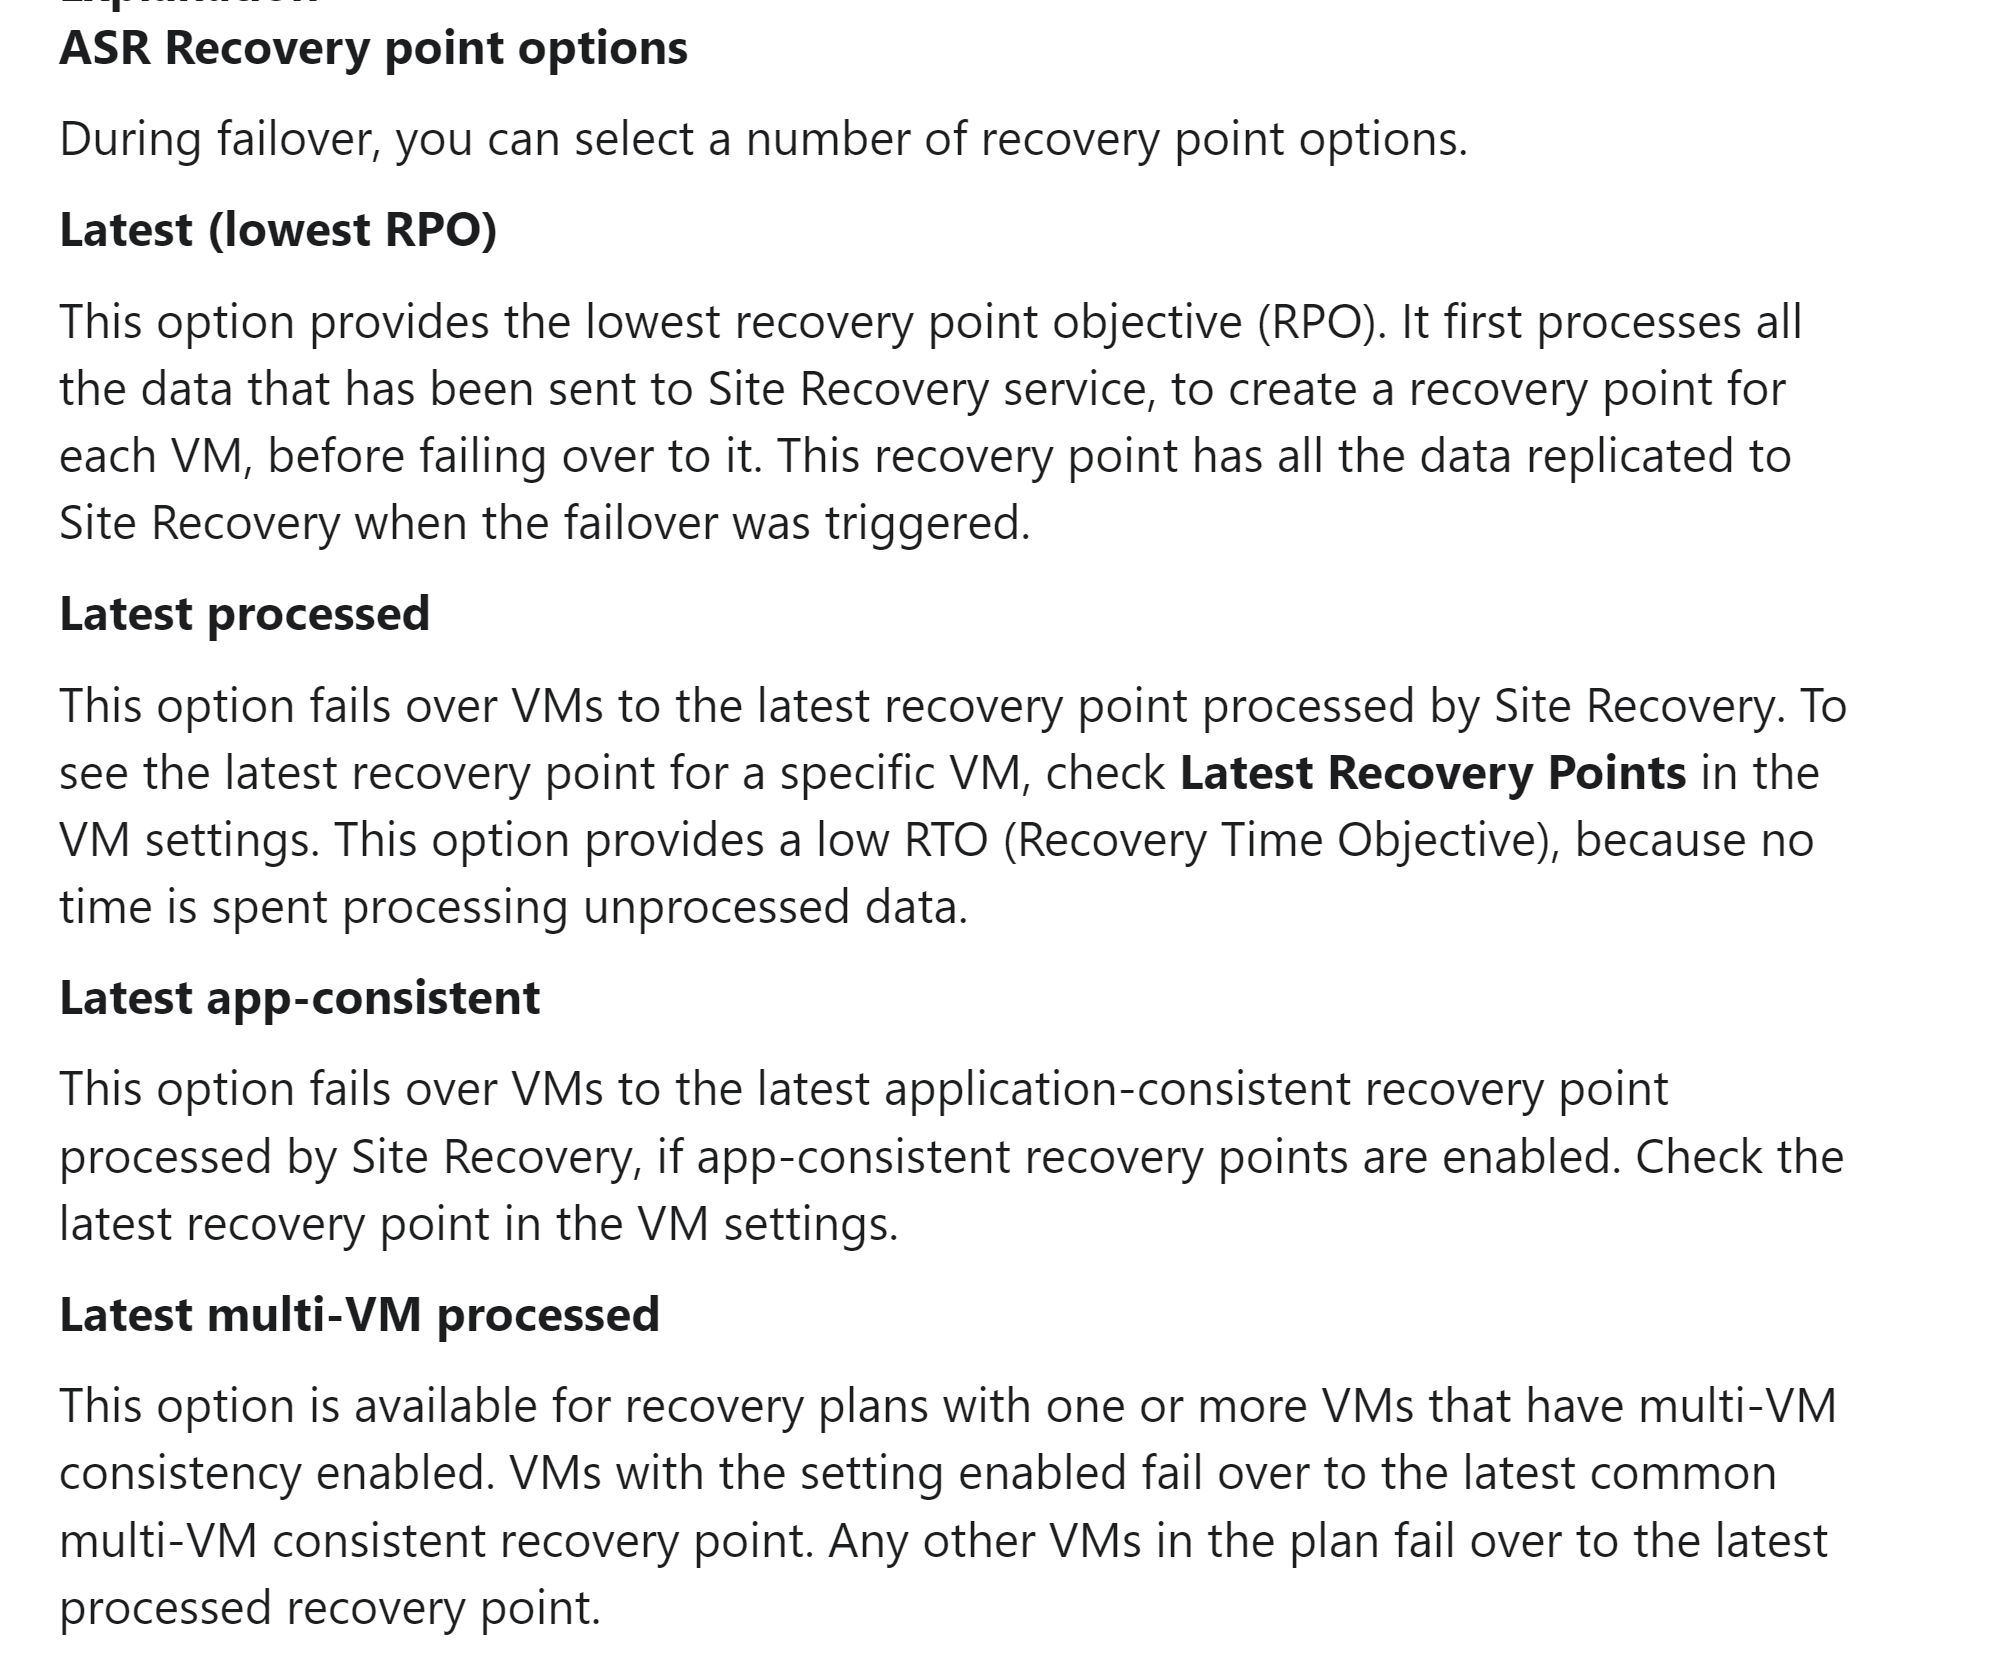 ASR Recovery point options
During failover, you can select a number of recovery point options.
Latest (lowest RPO)
This option provides the lowest recovery point objective (RPO). It first processes all
the data that has been sent to Site Recovery service, to create a recovery point for
each VM, before failing over to it. This recovery point has all the data replicated to
Site Recovery when the failover was triggered.
Latest processed
This option fails over VMs to the latest recovery point processed by Site Recovery. To
see the latest recovery point for a specific VM, check Latest Recovery Points in the
VM settings. This option provides a low RTO (Recovery Time Objective), because no
time is spent processing unprocessed data.
Latest app-consistent
This option fails over VMs to the latest application-consistent recovery point
processed by Site Recovery, if app-consistent recovery points are enabled. Check the
latest recovery point in the VM settings.
Latest multi-VM processed
This option is available for recovery plans with one or more VMs that have multi-VM
consistency enabled. VMs with the setting enabled fail over to the latest common
multi-VM consistent recovery point. Any other VMs in the plan fail over to the latest
processed recovery point.